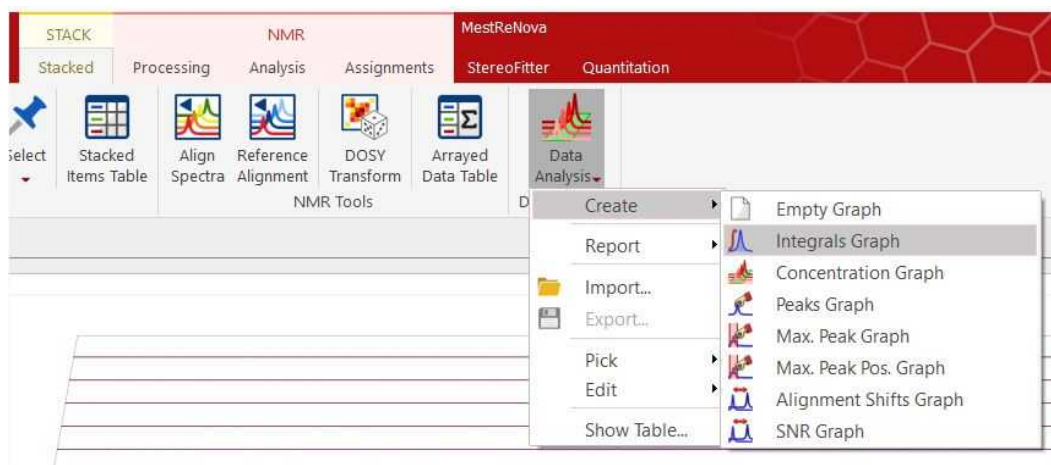 STACK
NMR
MestReNova
Stacked
Processing
Analysis
Assignments
StereoFitter
Quantitation
Select
Stacked
Items Table
Align
Spectra
Reference
Alignment
DOSY
Transform
Arrayed
Data Table
Data
Analysis
NMR Tools
D
Create
Report
Import...
Export...
Pick
Edit
Show Table...
Empty Graph
Integrals Graph
Concentration Graph
Peaks Graph
Max. Peak Graph
Max. Peak Pos. Graph
Alignment Shifts Graph
SNR Graph